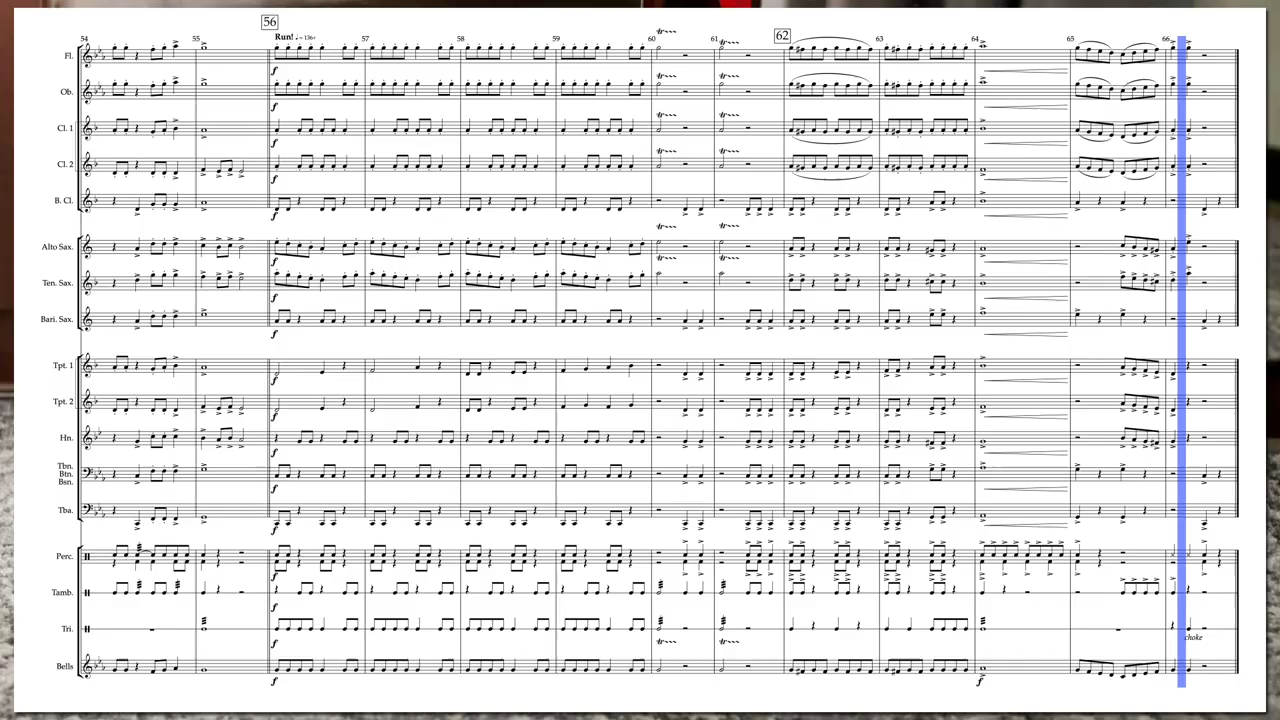 56
62
54 55 Run! ♩=136+ 57 58 59 60 61 63 64 65 66
Fl.
f
Ob.
f
Cl. 1
f
Cl. 2
f
B. Cl.
f
Alto Sax.
f
Ten. Sax.
f
Bari. Sax.
f
Tpt. 1
f
Tpt. 2
f
Hn.
Tbn.
Btn.
Bsn.
f
Tba.
f
Perc.
f
Tamb.
f
Tri.
choke
f
Bells
f f